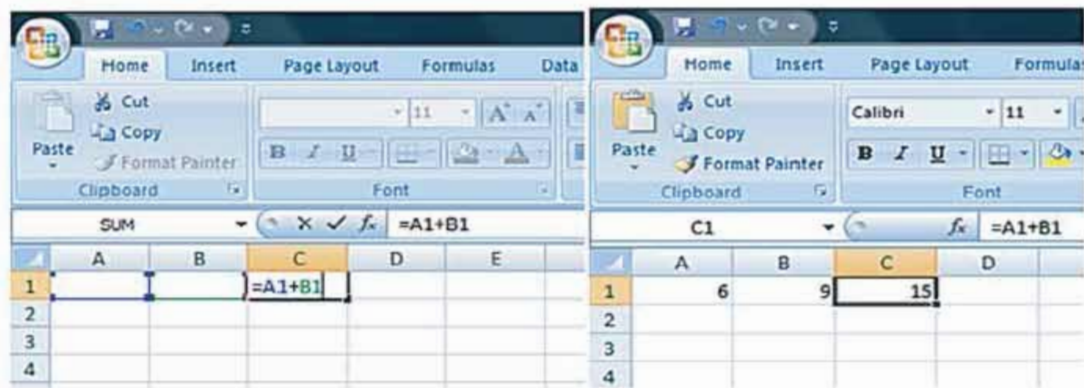 Home Insert Page Layout Formulas Data
Cut
Copy
Paste
Format Painter
11 A A
B I U A
Clipboard Font
SUM fx =A1+B1
A B C D E
1 =A1+B1
2
3
4
Home Insert Page Layout Formulas
Cut
Copy
Paste
Format Painter
Calibri 11
B I U
Clipboard Font
C1 fx =A1+B1
A B C D
1 6 9 15
2
3
4